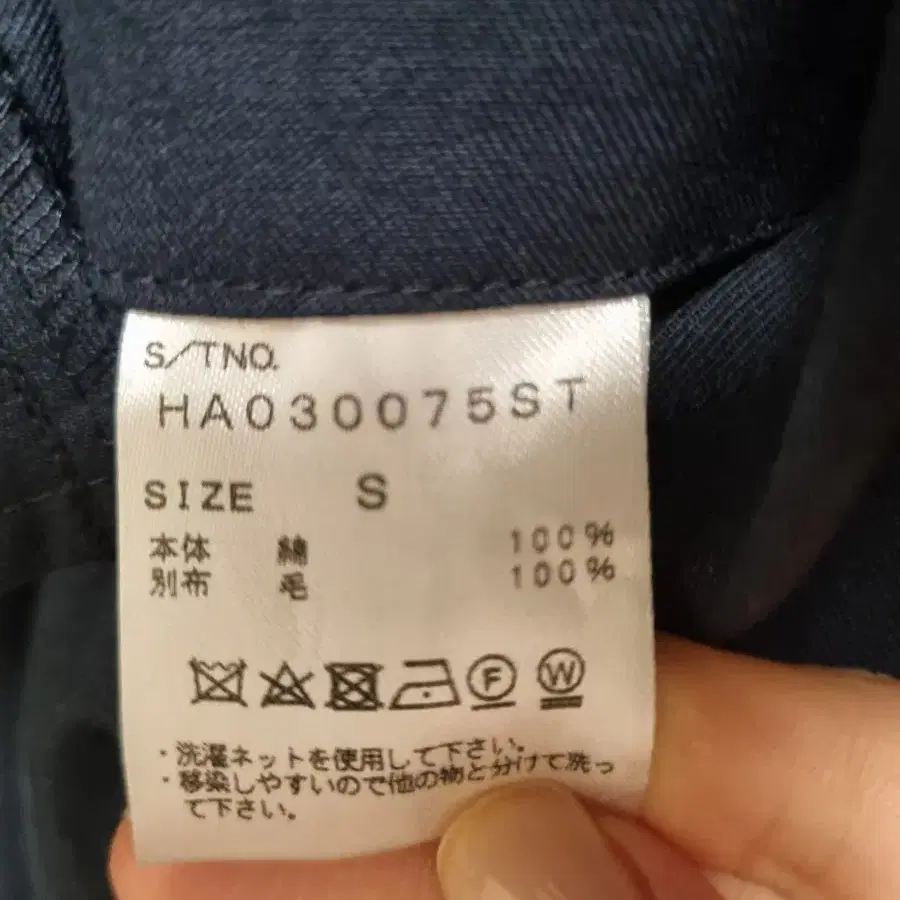 S/TNO.
HA030075ST
SIZE S
本体 綿 100%
別布 毛 100%
F W
・洗濯ネットを使用して下さい。
・移染しやすいので他の物と分けて洗っ
て下さい。